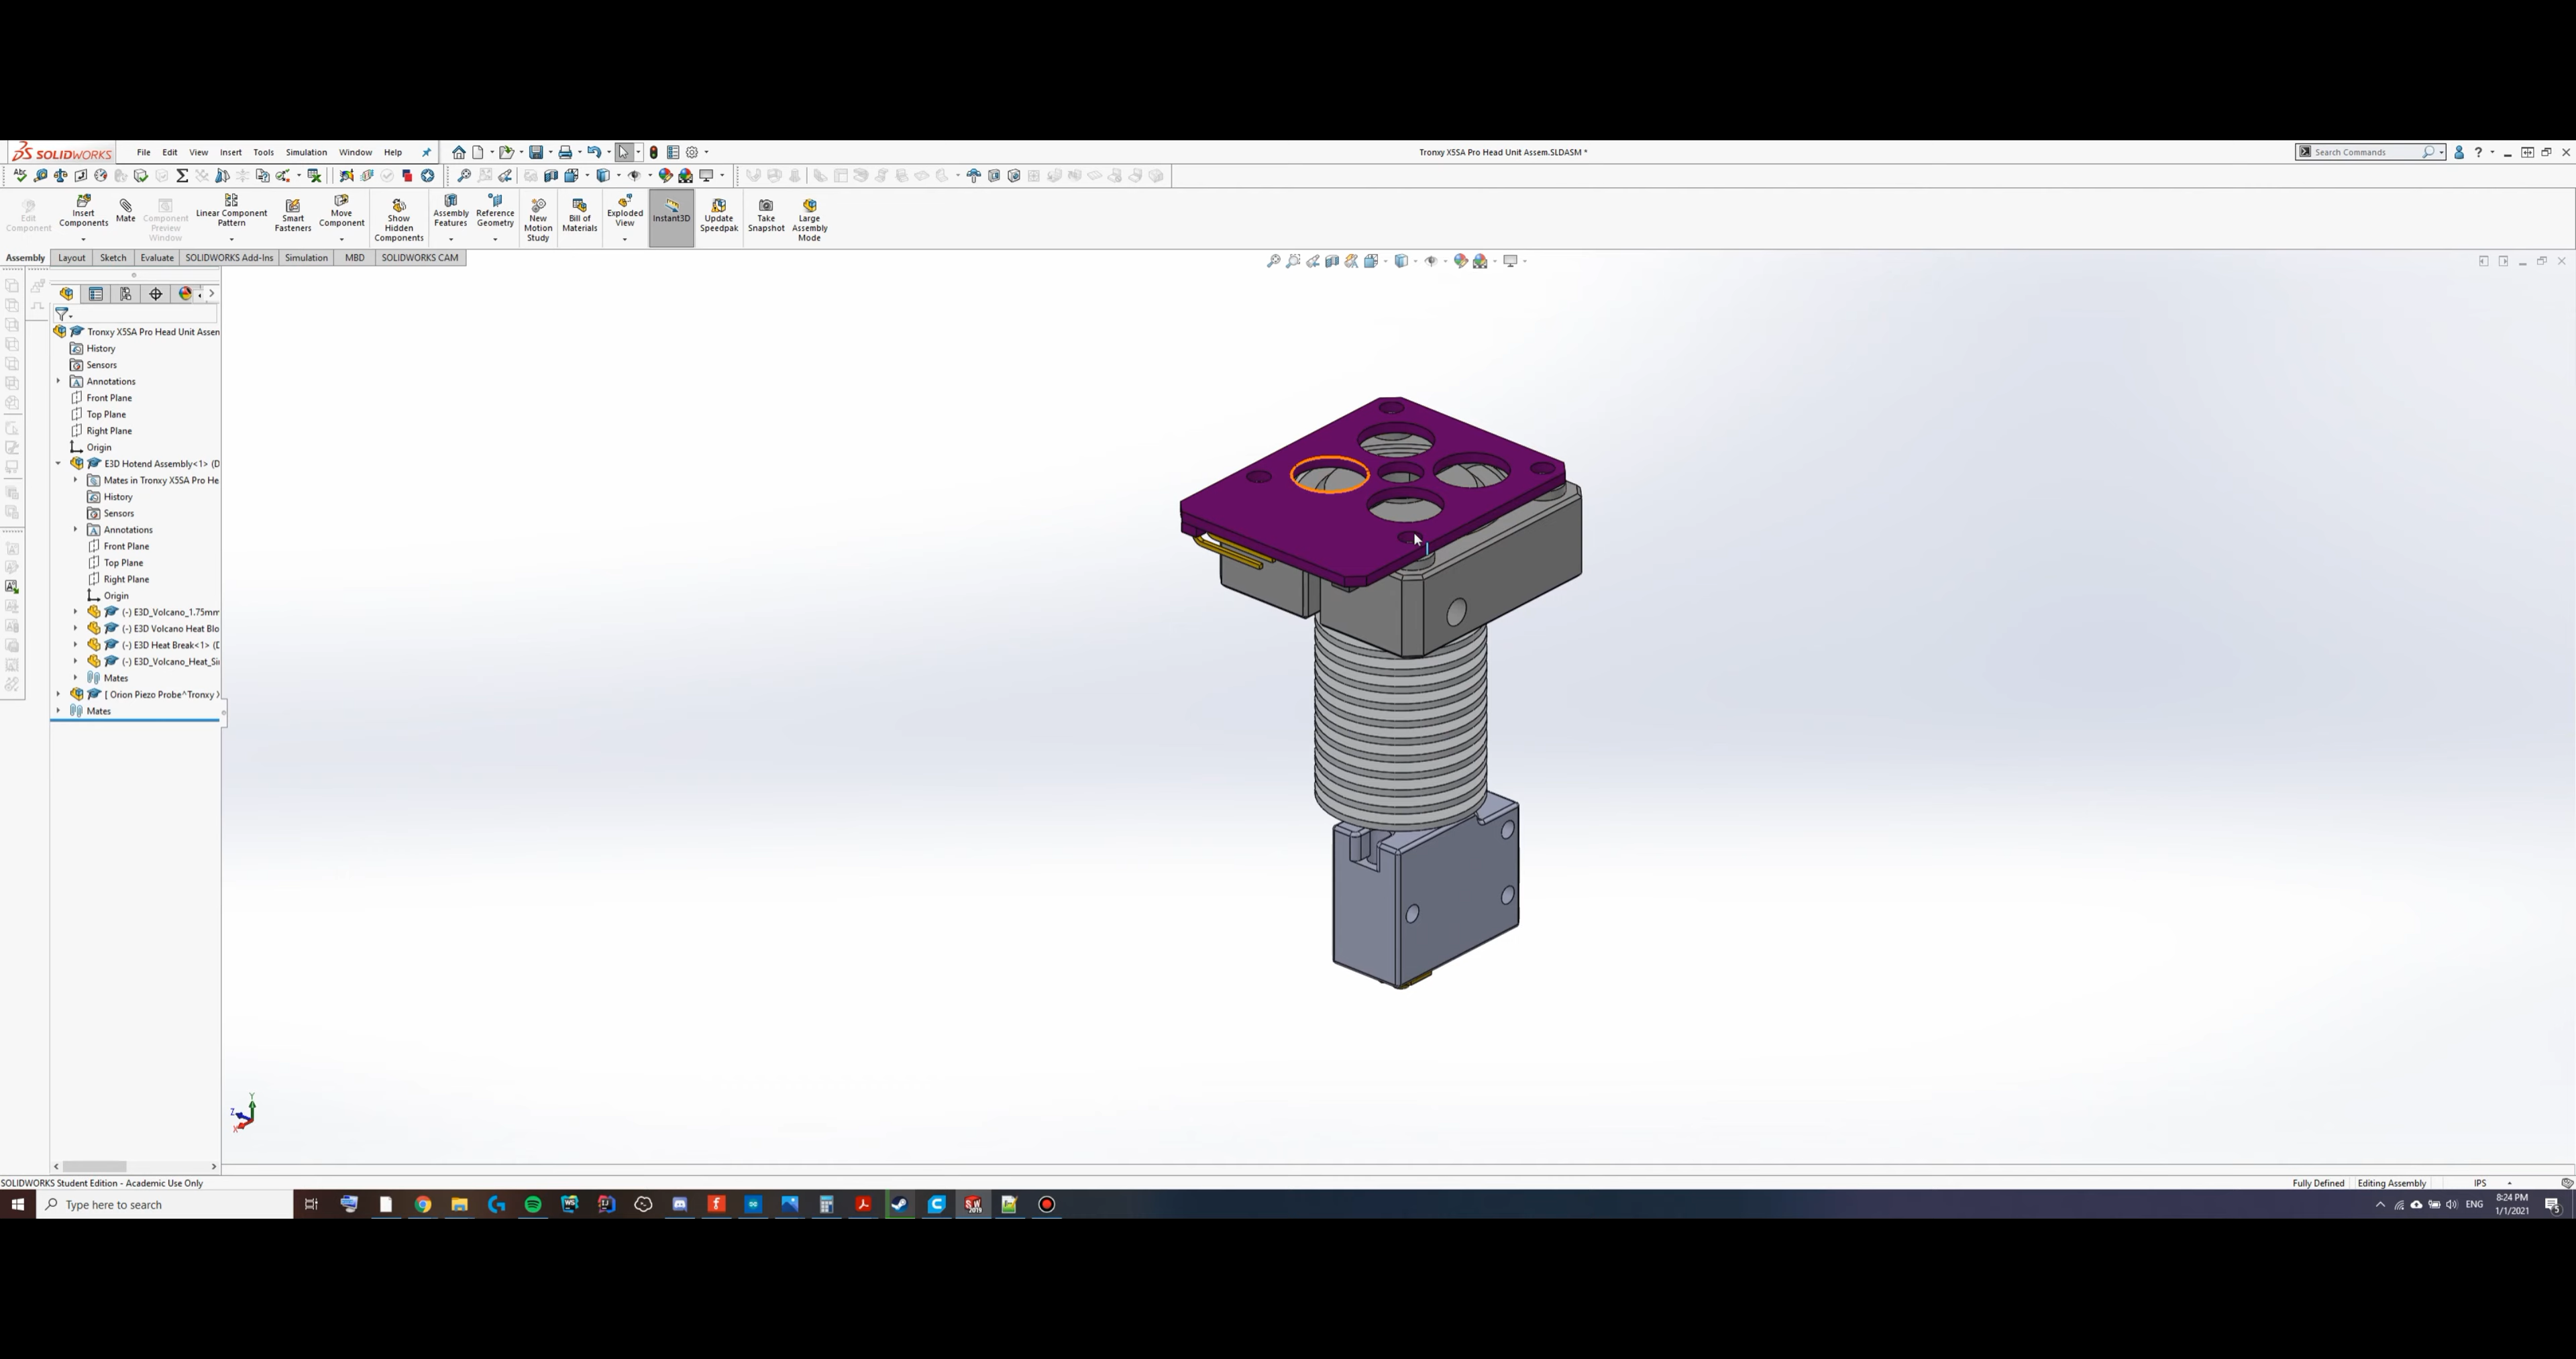 SOLIDWORKS File Edit View Insert Tools Simulation Window Help
Tronxy X5SA Pro Head Unit Assem.SLDASM *
Search Commands
Edit Component
Insert Components
Mate
Component Preview Window
Linear Component Pattern
Smart Fasteners
Move Component
Show Hidden Components
Assembly Features
Reference Geometry
New Motion Study
Bill of Materials
Exploded View
Instant3D
Update Speedpak
Take Snapshot
Large Assembly Mode
Assembly Layout Sketch Evaluate SOLIDWORKS Add-Ins Simulation MBD SOLIDWORKS CAM
Tronxy X5SA Pro Head Unit Assen
History
Sensors
Annotations
Front Plane
Top Plane
Right Plane
Origin
E3D Hotend Assembly<1> (D
Mates in Tronxy X5SA Pro He
History
Sensors
Annotations
Front Plane
Top Plane
Right Plane
Origin
(-) E3D_Volcano_1.75mm
(-) E3D Volcano Heat Blo
(-) E3D Heat Break<1> (D
(-) E3D_Volcano_Heat_Si
Mates
[ Orion Piezo Probe^Tronxy X
Mates
Y
Z
X
SOLIDWORKS Student Edition - Academic Use Only
Fully Defined Editing Assembly IPS
Type here to search
ENG
8:24 PM
1/1/2021